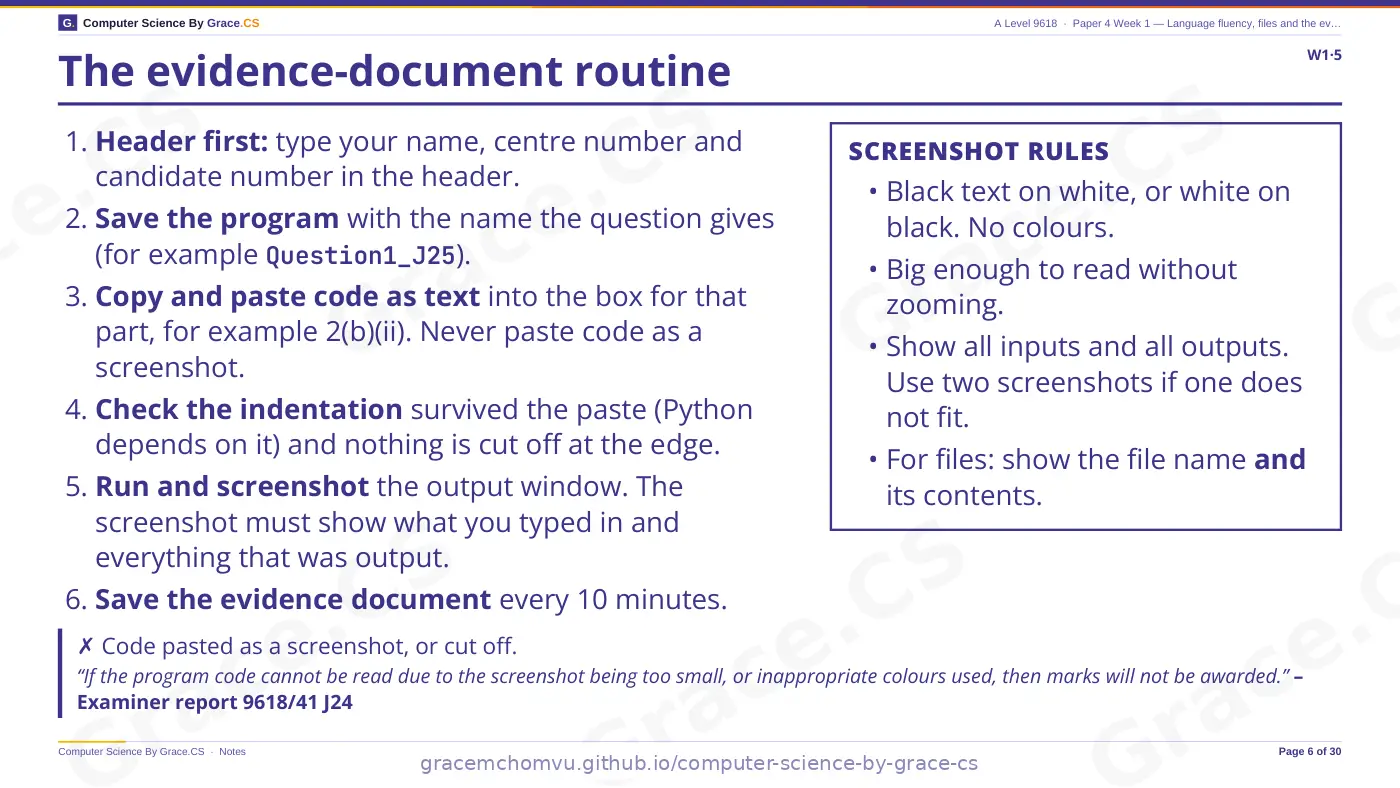 G. Computer Science By Grace.CS
A Level 9618 · Paper 4 Week 1 — Language fluency, files and the ev…
The evidence-document routine
W1·5
1. Header first: type your name, centre number and
candidate number in the header.
2. Save the program with the name the question gives
(for example Question1_J25).
3. Copy and paste code as text into the box for that
part, for example 2(b)(ii). Never paste code as a
screenshot.
4. Check the indentation survived the paste (Python
depends on it) and nothing is cut off at the edge.
5. Run and screenshot the output window. The
screenshot must show what you typed in and
everything that was output.
6. Save the evidence document every 10 minutes.
SCREENSHOT RULES
• Black text on white, or white on
black. No colours.
• Big enough to read without
zooming.
• Show all inputs and all outputs.
Use two screenshots if one does
not fit.
• For files: show the file name and
its contents.
✗ Code pasted as a screenshot, or cut off.
“If the program code cannot be read due to the screenshot being too small, or inappropriate colours used, then marks will not be awarded.” –
Examiner report 9618/41 J24
Computer Science By Grace.CS · Notes
Page 6 of 30
gracemchomvu.github.io/computer-science-by-grace-cs